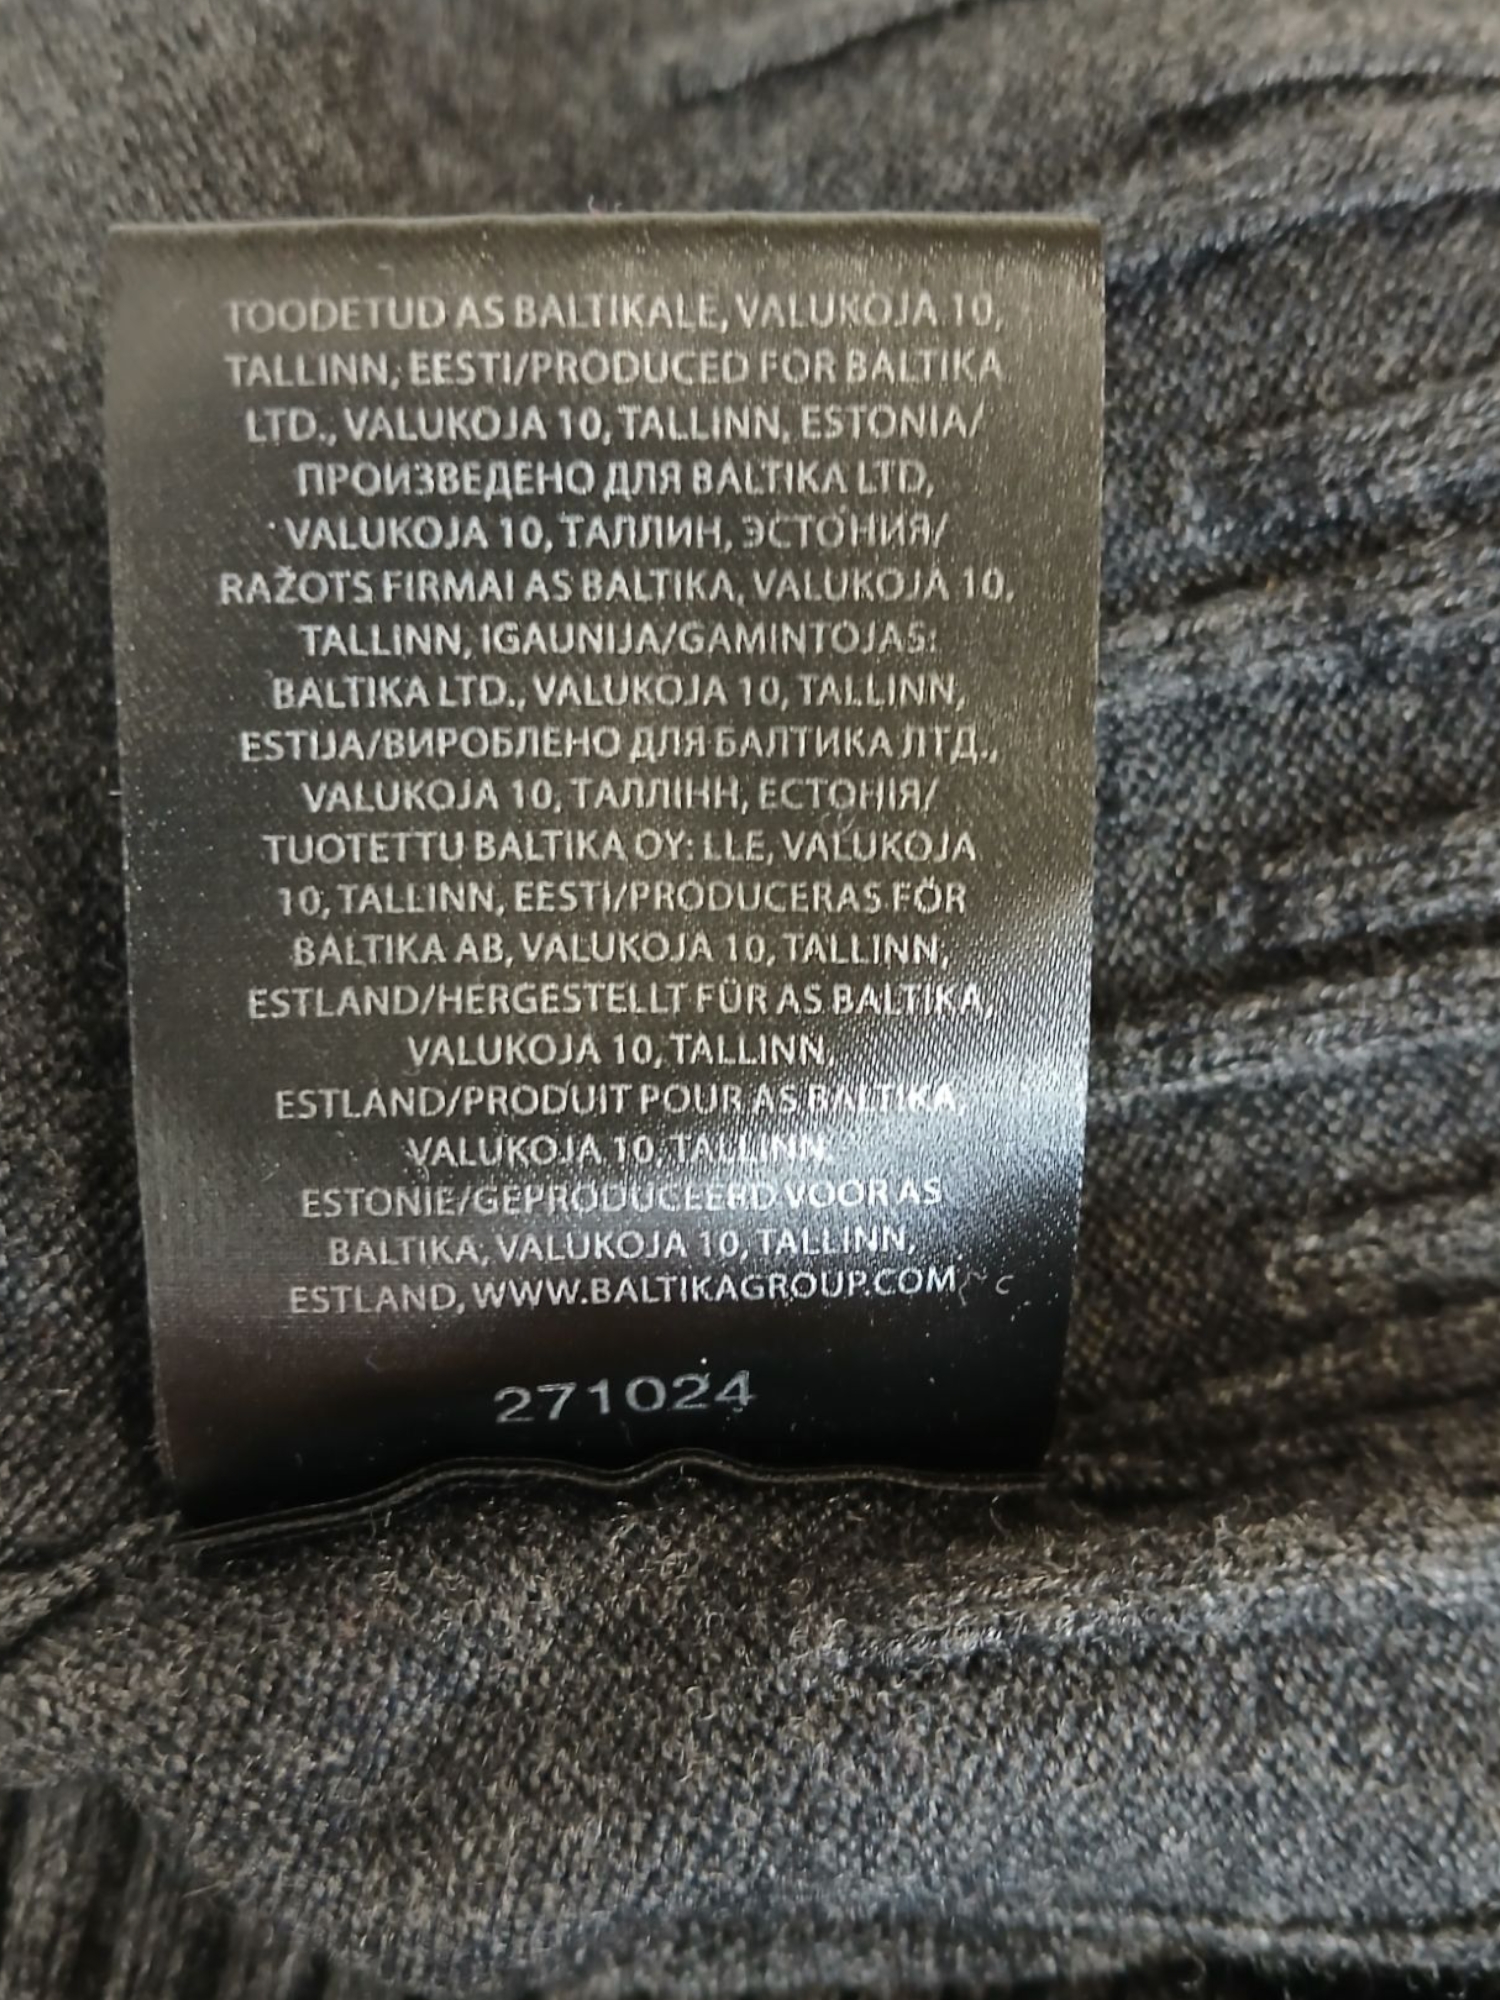 TOODETUD AS BALTIKALE, VALUKOJA 10,
TALLINN, EESTI/PRODUCED FOR BALTIKA
LTD., VALUKOJA 10, TALLINN, ESTONIA/
ПРОИЗВЕДЕНО ДЛЯ BALTIKA LTD,
VALUKOJA 10, ТАЛЛИН, ЭСТОНИЯ/
RAŽOTS FIRMAI AS BALTIKA, VALUKOJA 10,
TALLINN, IGAUNIJA/GAMINTOJAS:
BALTIKA LTD., VALUKOJA 10, TALLINN,
ESTIJA/ВИРОБЛЕНО ДЛЯ БАЛТИКА ЛТД.,
VALUKOJA 10, ТАЛЛІНН, ЕСТОНІЯ/
TUOTETTU BALTIKA OY: LLE, VALUKOJA
10, TALLINN, EESTI/PRODUCERAS FÖR
BALTIKA AB, VALUKOJA 10, TALLINN,
ESTLAND/HERGESTELLT FÜR AS BALTIKA,
VALUKOJA 10, TALLINN,
ESTLAND/PRODUIT POUR AS BALTIKA,
VALUKOJA 10, TALLINN,
ESTONIE/GEPRODUCEERD VOOR AS
BALTIKA, VALUKOJA 10, TALLINN,
ESTLAND, WWW.BALTIKAGROUP.COM
271024